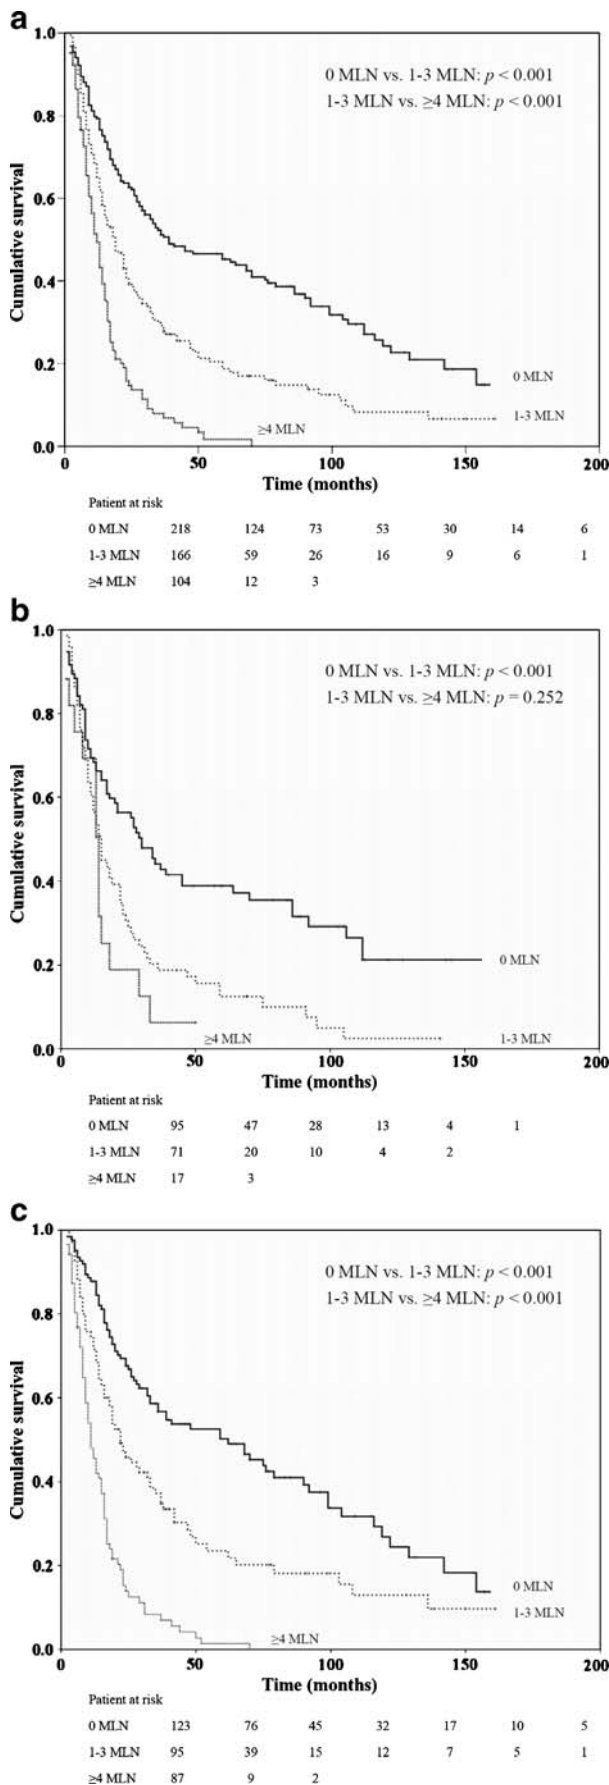 a
1.0
0.8
0.6
0.4
0.2
0.0
Cumulative survival
0 MLN vs. 1-3 MLN: p < 0.001
1-3 MLN vs. ≥4 MLN: p < 0.001
0 MLN
1-3 MLN
≥4 MLN
0 50 100 150 200
Time (months)
Patient at risk
0 MLN 218 124 73 53 30 14 6
1-3 MLN 166 59 26 16 9 6 1
≥4 MLN 104 12 3
b
1.0
0.8
0.6
0.4
0.2
0.0
Cumulative survival
0 MLN vs. 1-3 MLN: p < 0.001
1-3 MLN vs. ≥4 MLN: p = 0.252
0 MLN
≥4 MLN
1-3 MLN
0 50 100 150 200
Time (months)
Patient at risk
0 MLN 95 47 28 13 4 1
1-3 MLN 71 20 10 4 2
≥4 MLN 17 3
c
1.0
0.8
0.6
0.4
0.2
0.0
Cumulative survival
0 MLN vs. 1-3 MLN: p < 0.001
1-3 MLN vs. ≥4 MLN: p < 0.001
0 MLN
1-3 MLN
≥4 MLN
0 50 100 150 200
Time (months)
Patient at risk
0 MLN 123 76 45 32 17 10 5
1-3 MLN 95 39 15 12 7 5 1
≥4 MLN 87 9 2